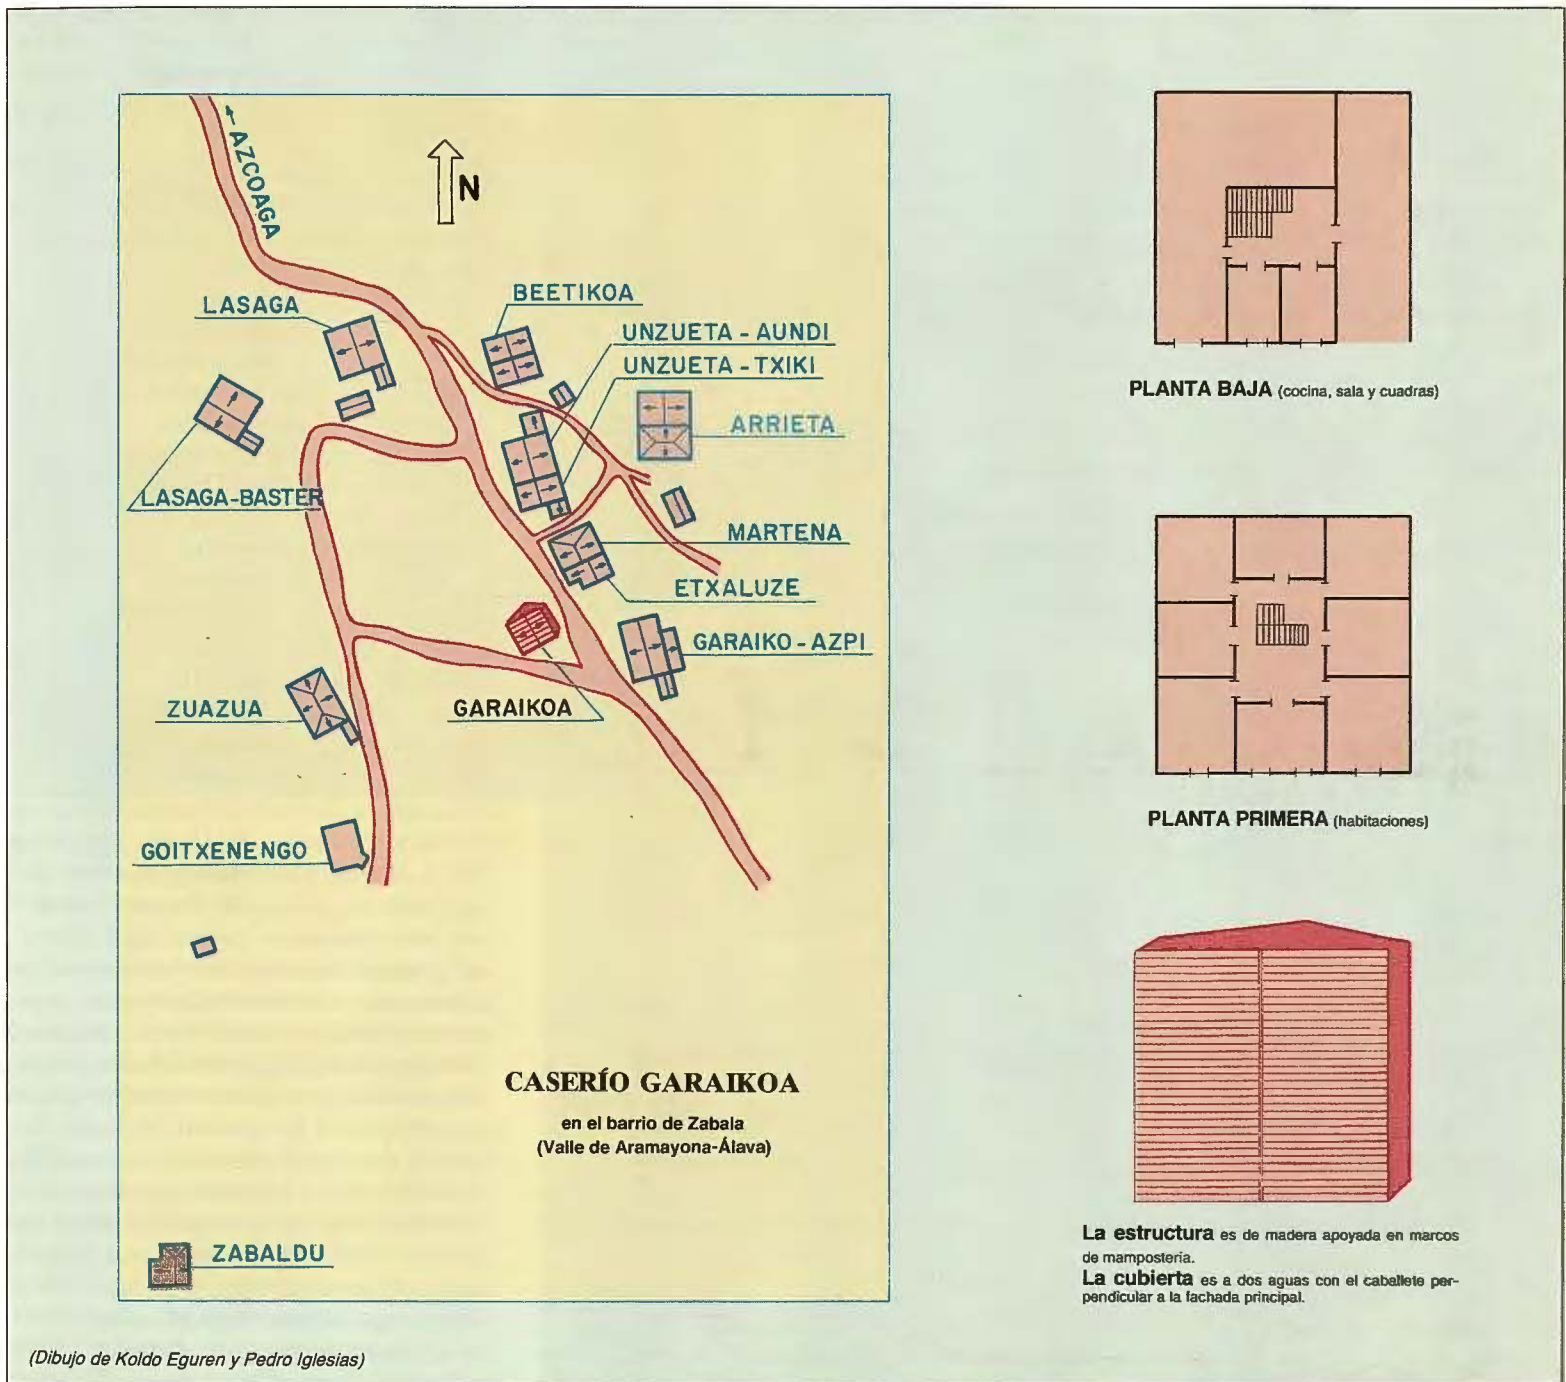 ← AZCOAGA
N
LASAGA
BEETIKOA
UNZUETA - AUNDI
UNZUETA - TXIKI
ARRIETA
LASAGA-BASTER
MARTENA
ETXALUZE
GARAIKO - AZPI
ZUAZUA
GARAIKOA
GOITXENENGO
CASERÍO GARAIKOA
en el barrio de Zabala
(Valle de Aramayona-Álava)
ZABALDU
PLANTA BAJA (cocina, sala y cuadras)
PLANTA PRIMERA (habitaciones)
La estructura es de madera apoyada en marcos
de mampostería.
La cubierta es a dos aguas con el caballete per-
pendicular a la fachada principal.
(Dibujo de Koldo Eguren y Pedro Iglesias)